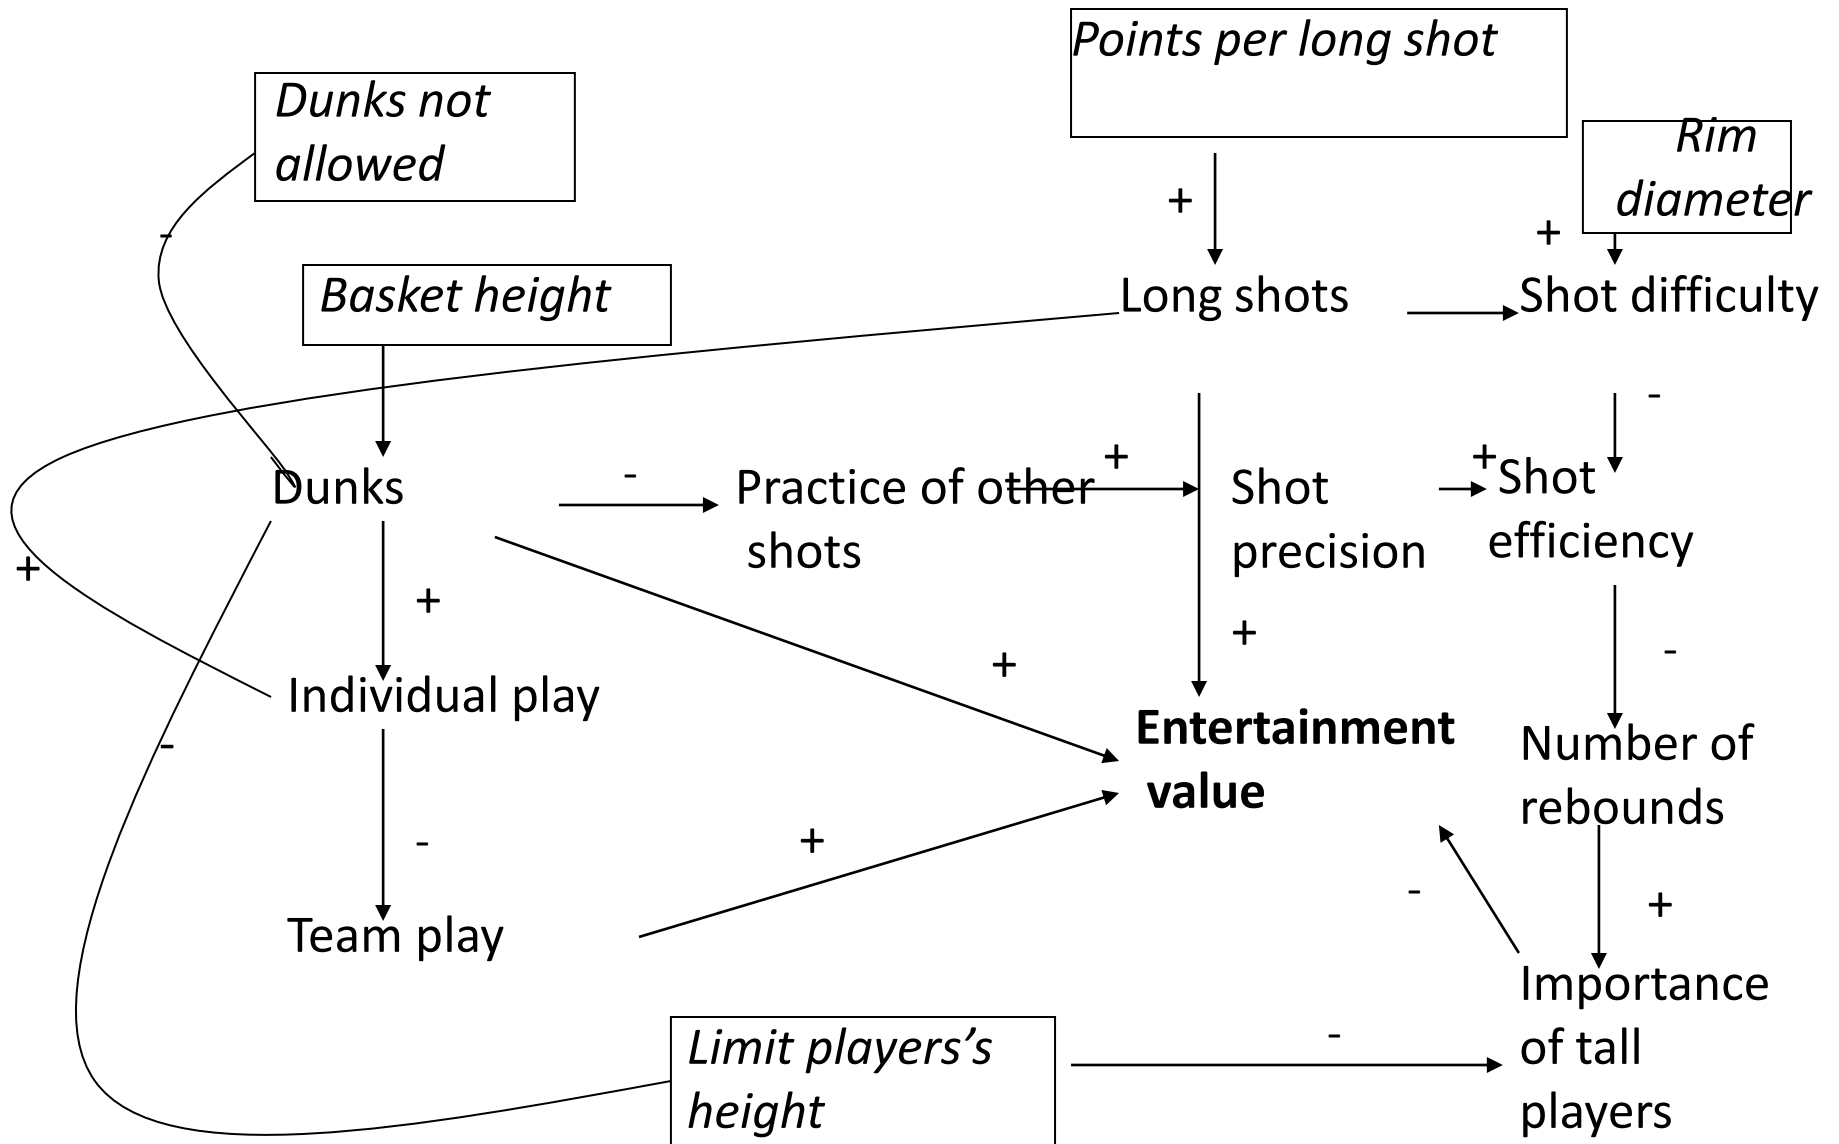 Points per long shot
Dunks not
allowed
Rim
diameter
+
+
-
Basket height
Long shots
Shot difficulty
-
+
+
-
Dunks
Practice of other
shots
Shot
precision
Shot
efficiency
+
+
+
-
+
Individual play
-
Entertainment
value
Number of
rebounds
+
-
-
+
Team play
Importance
of tall
players
-
Limit players’s
height